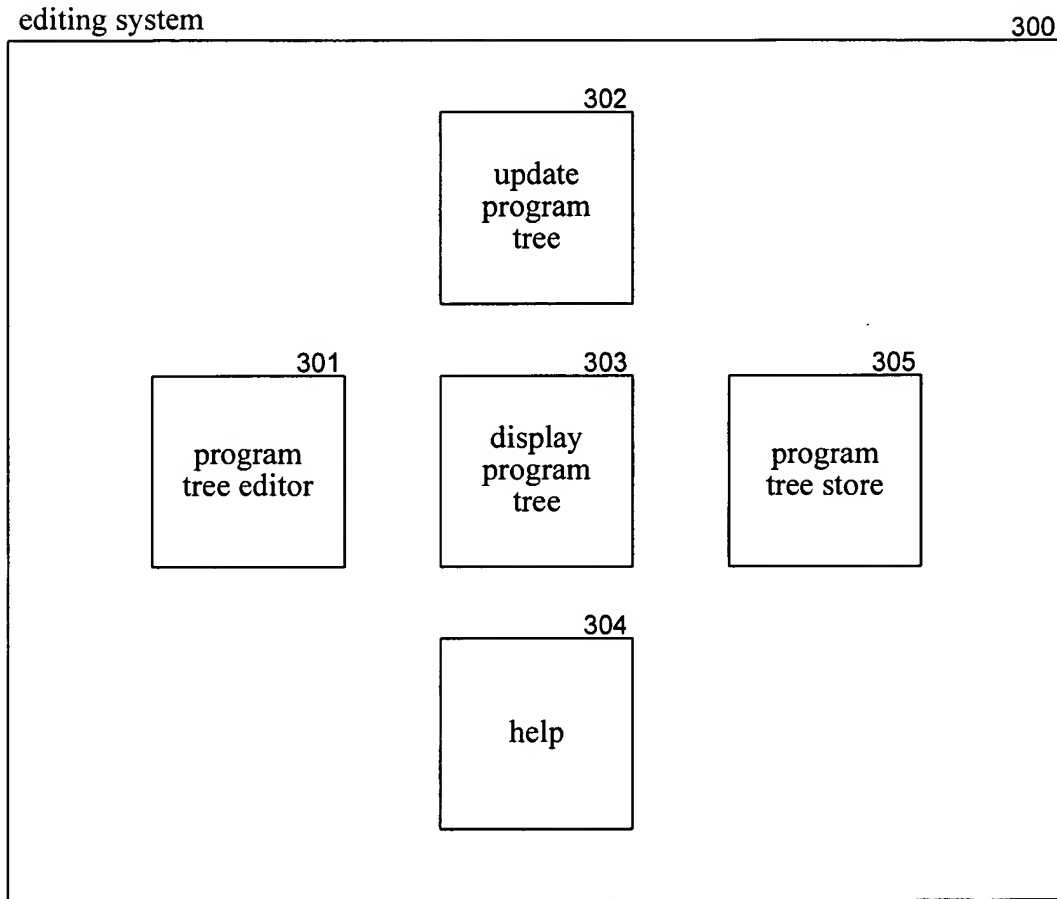 editing system
300
302
update
program
tree
301
program
tree editor
303
display
program
tree
305
program
tree store
304
help